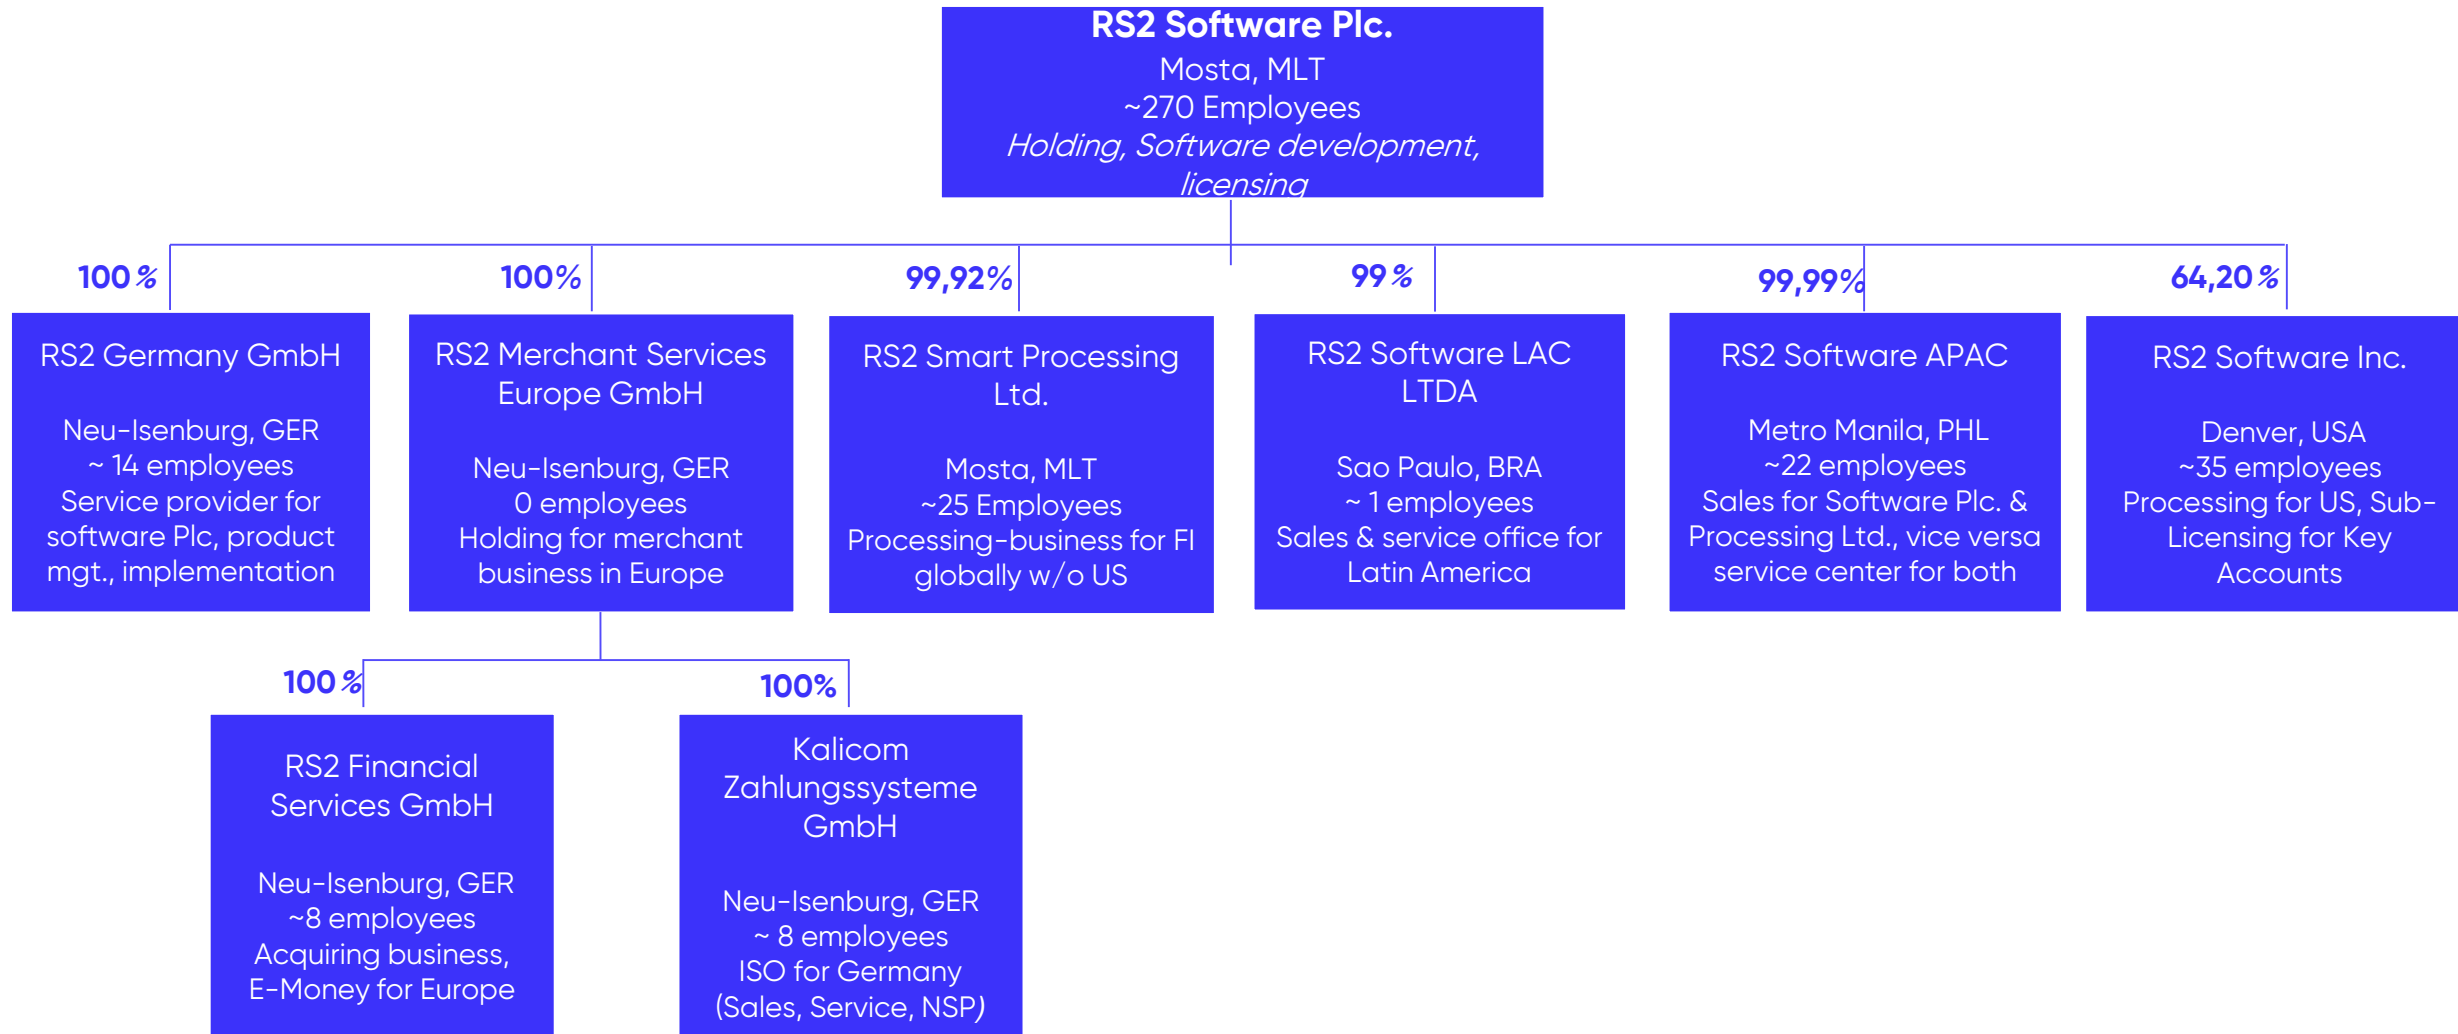 RS2 Software Plc.
Mosta, MLT
~270 Employees
Holding, Software development,
licensing
100%
100%
99,92%
99%
99,99%
64,20%
RS2 Germany GmbH
Neu-Isenburg, GER
~ 14 employees
Service provider for
software Plc, product
mgt., implementation
RS2 Merchant Services
Europe GmbH
Neu-Isenburg, GER
0 employees
Holding for merchant
business in Europe
RS2 Smart Processing
Ltd.
Mosta, MLT
~25 Employees
Processing-business for FI
globally w/o US
RS2 Software LAC
LTDA
Sao Paulo, BRA
~ 1 employees
Sales & service office for
Latin America
RS2 Software APAC
Metro Manila, PHL
~22 employees
Sales for Software Plc. &
Processing Ltd., vice versa
service center for both
RS2 Software Inc.
Denver, USA
~35 employees
Processing for US, Sub-
Licensing for Key
Accounts
100%
100%
RS2 Financial
Services GmbH
Neu-Isenburg, GER
~8 employees
Acquiring business,
E-Money for Europe
Kalicom
Zahlungssysteme
GmbH
Neu-Isenburg, GER
~ 8 employees
ISO for Germany
(Sales, Service, NSP)